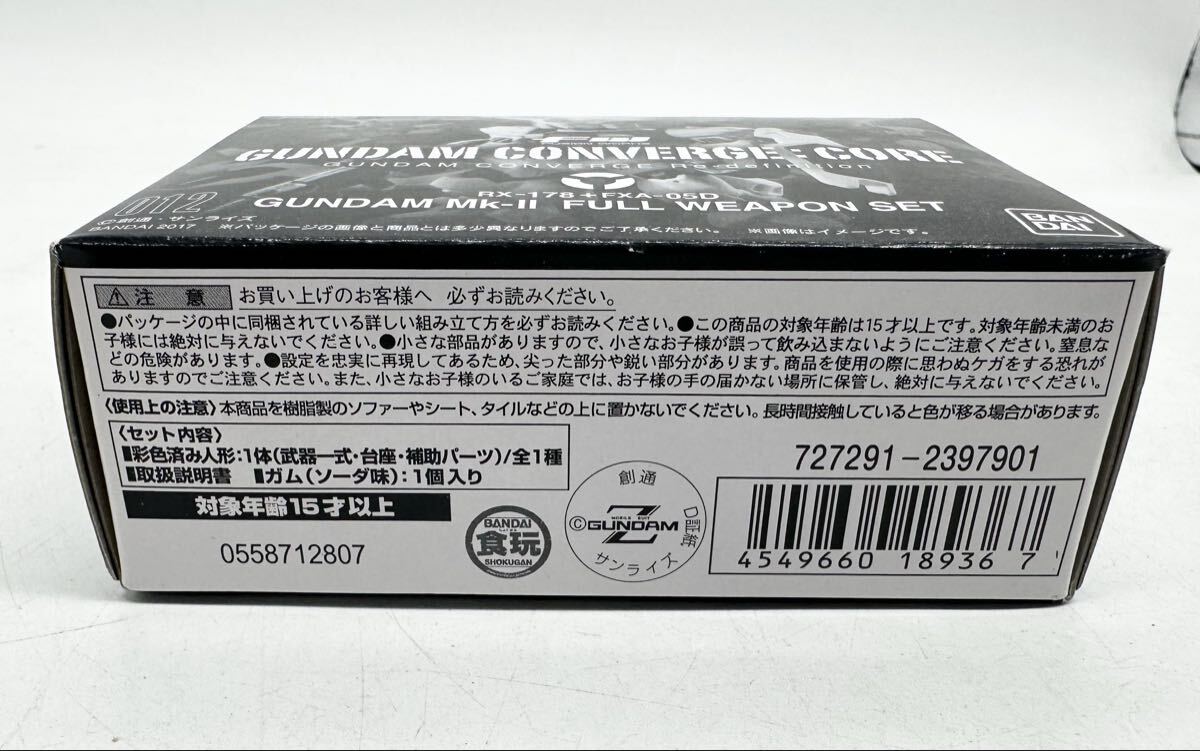 FW
GUNDAM CONVERGE:CORE
GUNDAM CONVERGE Re-definition
RX-178+FXA-05D
GUNDAM Mk-II FULL WEAPON SET
012
©創通・サンライズ
BANDAI 2017 ※パッケージの画像と商品とは多少異なりますのでご了承ください。 ※画像はイメージです。
BANDAI
⚠注意 お買い上げのお客様へ 必ずお読みください。
●パッケージの中に同梱されている詳しい組み立て方を必ずお読みください。●この商品の対象年齢は15才以上です。対象年齢未満のお
子様には絶対に与えないでください。●小さな部品がありますので、小さなお子様が誤って飲み込まないようにご注意ください。窒息な
どの危険があります。●設定を忠実に再現してあるため、尖った部分や鋭い部分があります。商品を使用の際に思わぬケガをする恐れが
ありますのでご注意ください。また、小さなお子様のいるご家庭では、お子様の手の届かない場所に保管し、絶対に与えないでください。
〈使用上の注意〉本商品を樹脂製のソファーやシート、タイルなどの上に置かないでください。長時間接触していると色が移る場合があります。
〈セット内容〉
■彩色済み人形:1体(武器一式・台座・補助パーツ)/全1種
■取扱説明書 ■ガム(ソーダ味):1個入り
対象年齢15才以上
0558712807
BANDAI
食玩
SHOKUGAN
創通
MOBILE SUIT
©Z GUNDAM
サンライズ
D証紙
727291-2397901
4549660 18936 7